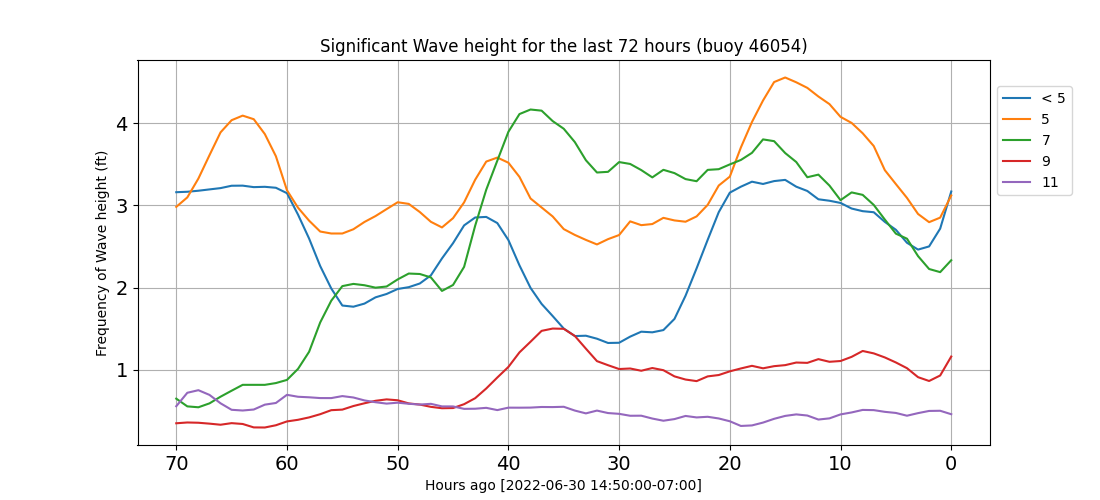 Significant Wave height for the last 72 hours (buoy 46054)
Frequency of Wave height (ft)
4
3
2
1
70 60 50 40 30 20 10 0
Hours ago [2022-06-30 14:50:00-07:00]
< 5
5
7
9
11